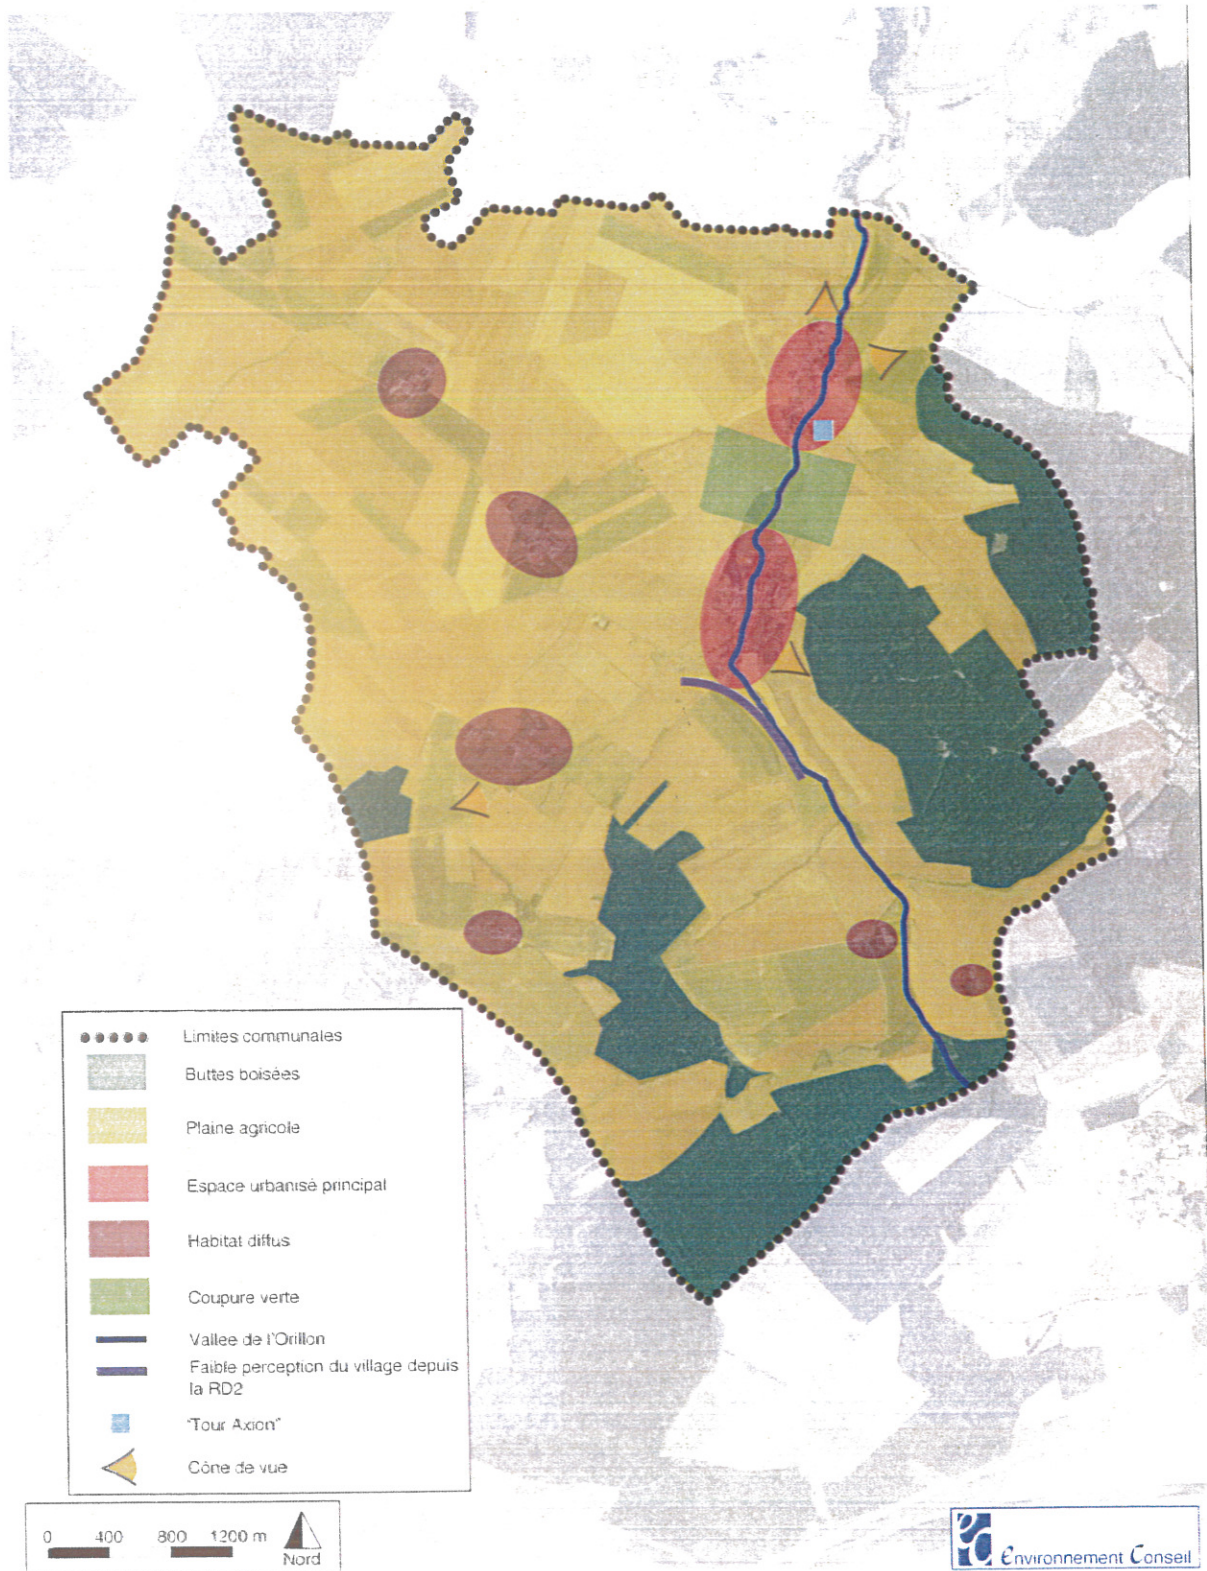 Limites communales
Buttes boisées
Plaine agricole
Espace urbanisé principal
Habitat diffus
Coupure verte
Vallée de l'Orillon
Faible perception du village depuis
la RD2
"Tour Axion"
Cône de vue
0 400 800 1200 m
Nord
Environnement Conseil